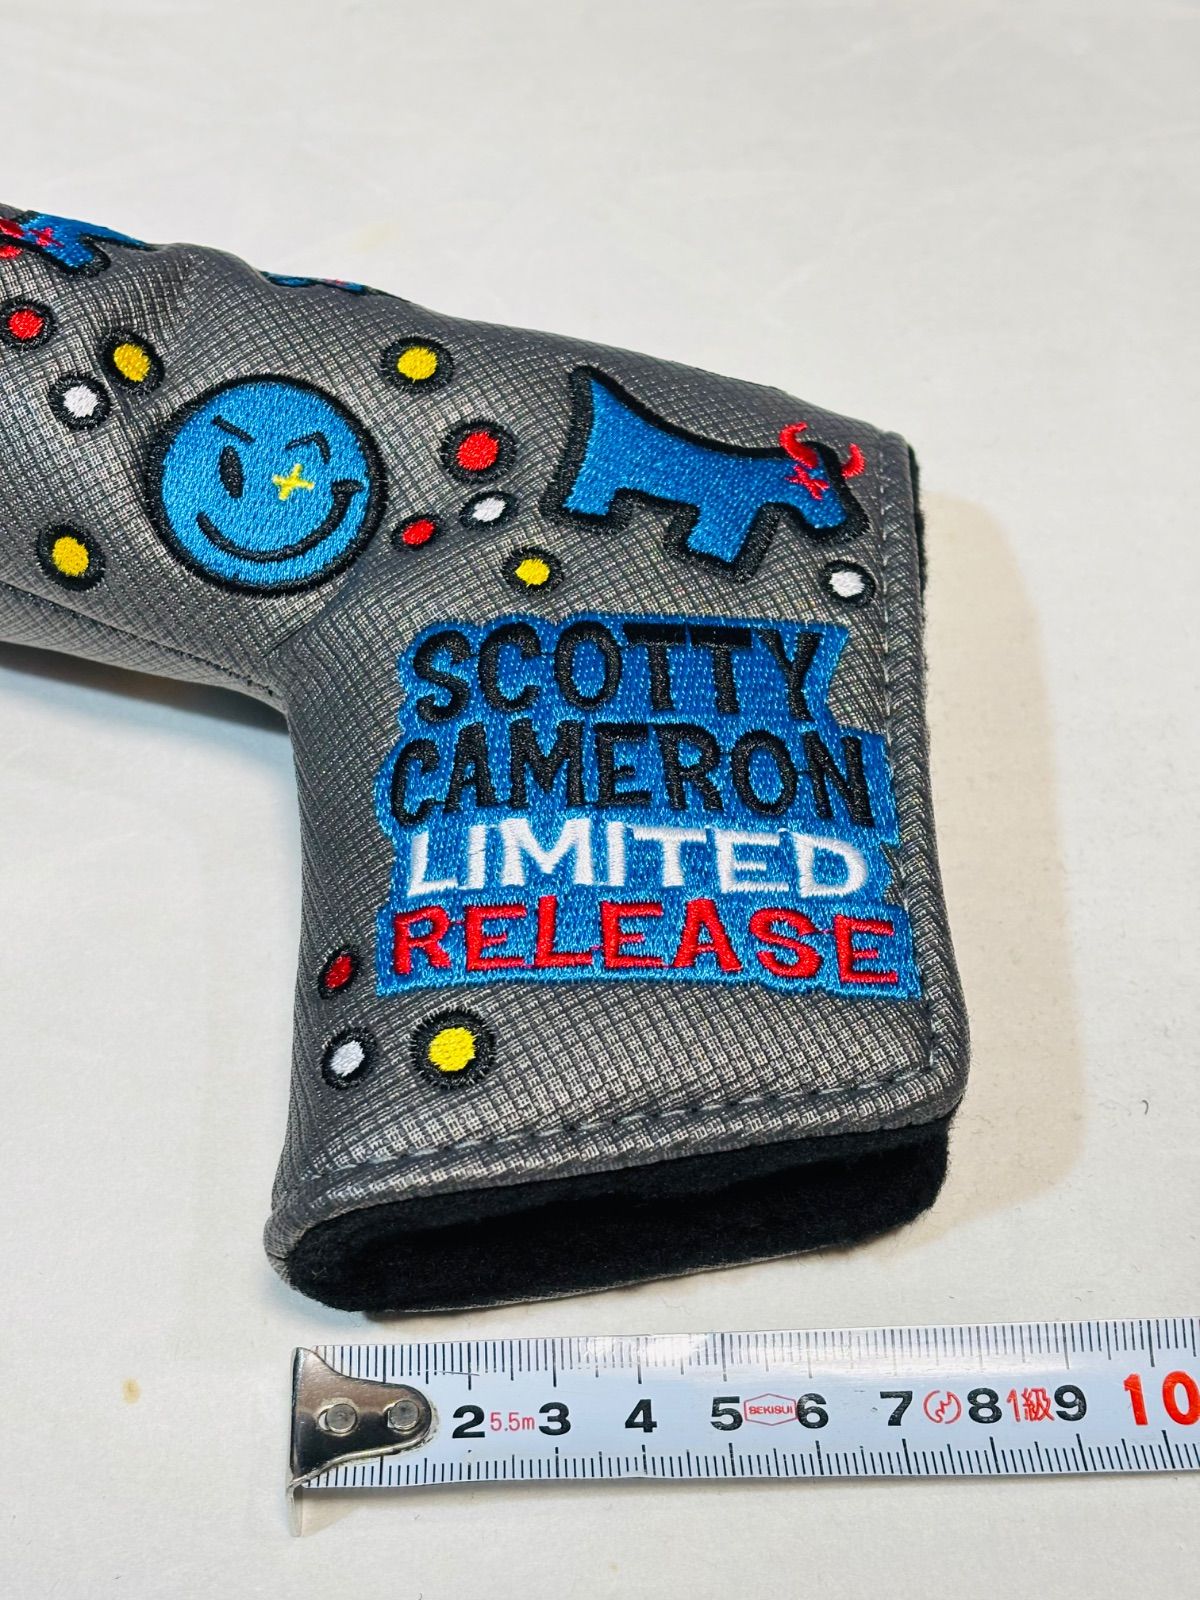 SCOTTY
CAMERON
LIMITED
RELEASE
2 5.5m 3 4 5 SEKISUI 6 7 8 1級 9 10